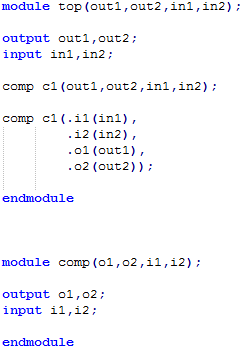 module top(out1,out2,in1,in2);
output out1,out2;
input in1,in2;
comp c1(out1,out2,in1,in2);
comp c1(.i1(in1),
.i2(in2),
.o1(out1),
.o2(out2));
endmodule
module comp(o1,o2,i1,i2);
output o1,o2;
input i1,i2;
endmodule